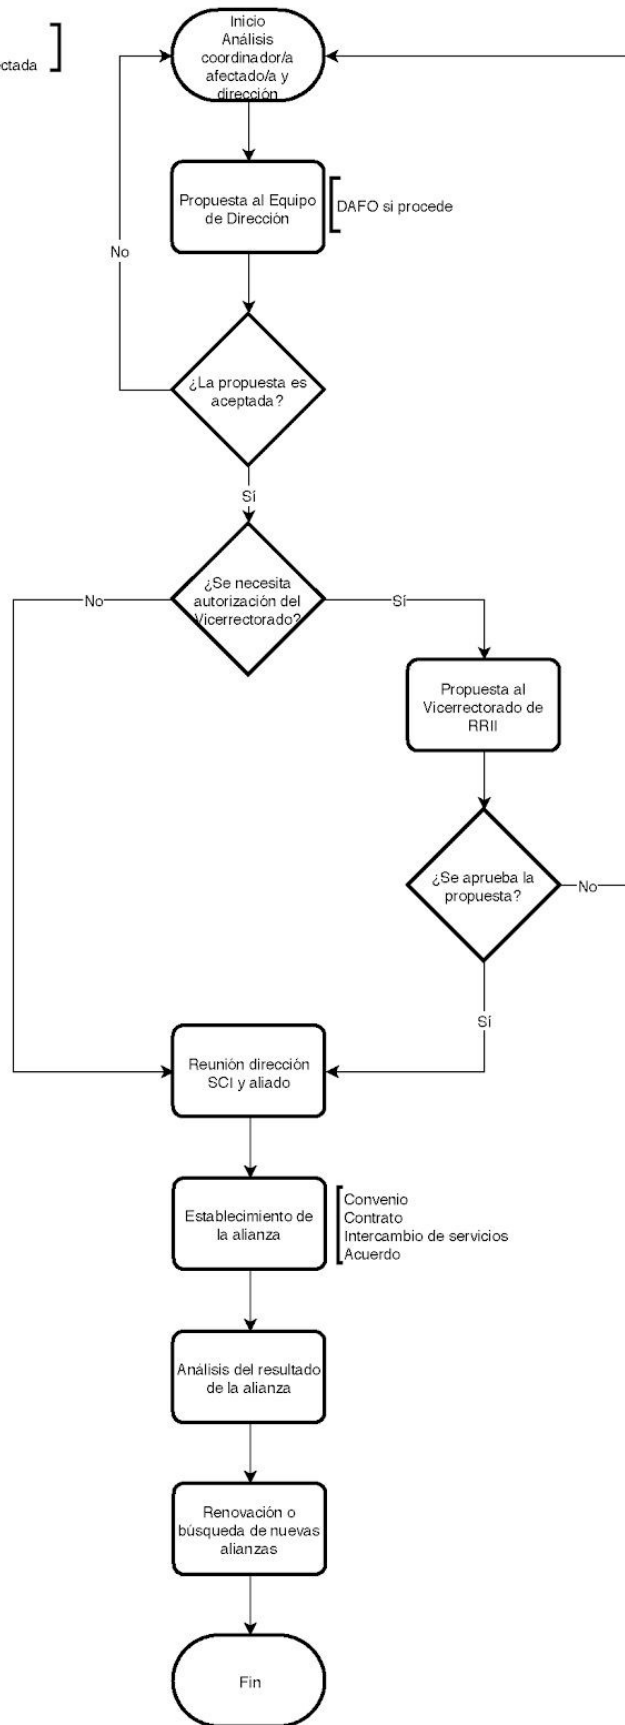 Inicio
Análisis
coordinador/a
afectado/a y
dirección
Propuesta al Equipo
de Dirección
DAFO si procede
No
¿La propuesta es
aceptada?
Sí
¿Se necesita
autorización del
Vicerrectorado?
No
Sí
Propuesta al
Vicerrectorado de
RRII
¿Se aprueba la
propuesta?
No
Sí
Reunión dirección
SCI y aliado
Establecimiento de
la alianza
Convenio
Contrato
Intercambio de servicios
Acuerdo
Análisis del resultado
de la alianza
Renovación o
búsqueda de nuevas
alianzas
Fin